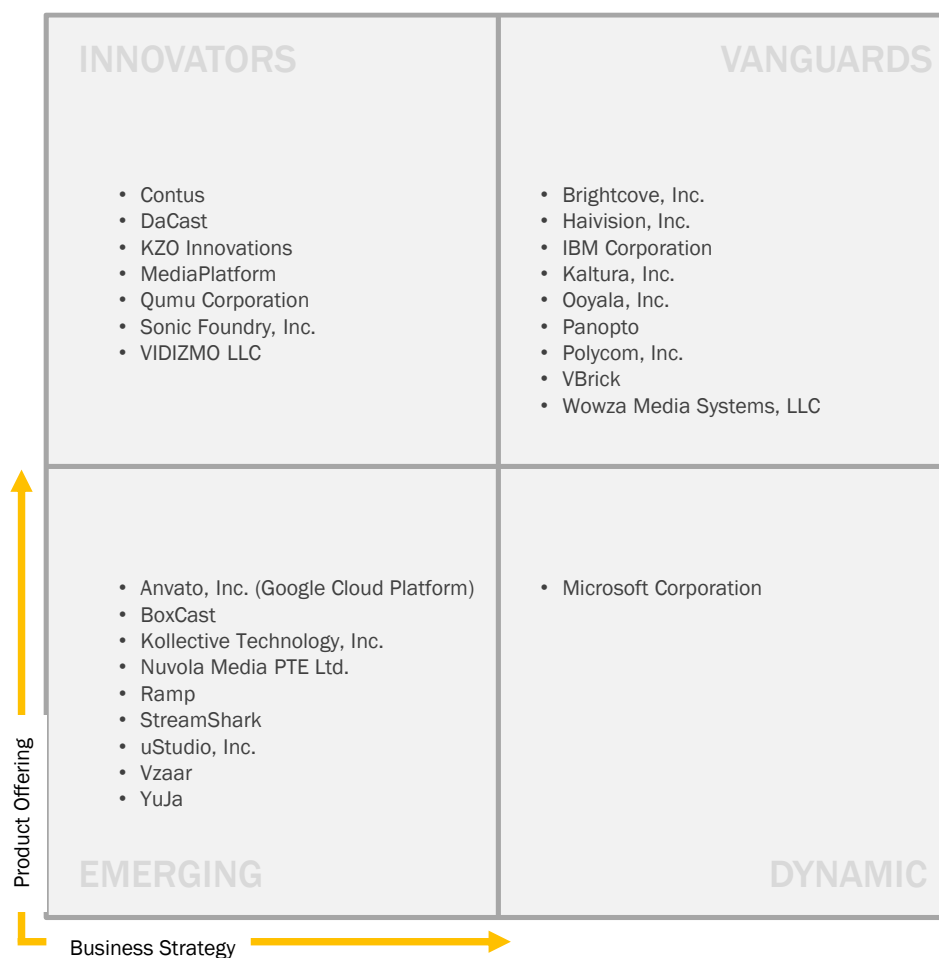 INNOVATORS
VANGUARDS
• Contus
• DaCast
• KZO Innovations
• MediaPlatform
• Qumu Corporation
• Sonic Foundry, Inc.
• VIDIZMO LLC
• Brightcove, Inc.
• Haivision, Inc.
• IBM Corporation
• Kaltura, Inc.
• Ooyala, Inc.
• Panopto
• Polycom, Inc.
• VBrick
• Wowza Media Systems, LLC
• Anvato, Inc. (Google Cloud Platform)
• BoxCast
• Kollective Technology, Inc.
• Nuvola Media PTE Ltd.
• Ramp
• StreamShark
• uStudio, Inc.
• Vzaar
• YuJa
• Microsoft Corporation
EMERGING
DYNAMIC
Product Offering
Business Strategy